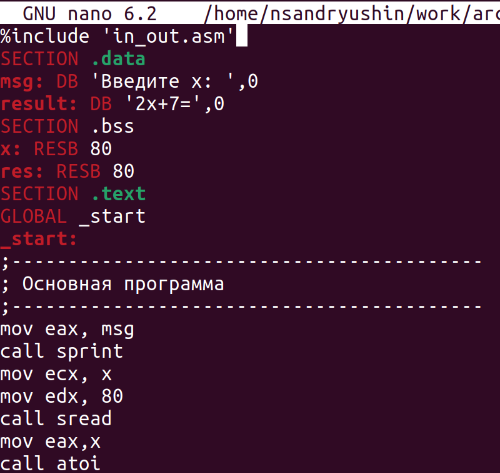 GNU nano 6.2 /home/nsandryushin/work/arc
%include 'in_out.asm'
SECTION .data
msg: DB 'Введите x: ',0
result: DB '2x+7=',0
SECTION .bss
x: RESB 80
res: RESB 80
SECTION .text
GLOBAL _start
_start:
;------------------------------------------
; Основная программа
;------------------------------------------
mov eax, msg
call sprint
mov ecx, x
mov edx, 80
call sread
mov eax,x
call atoi